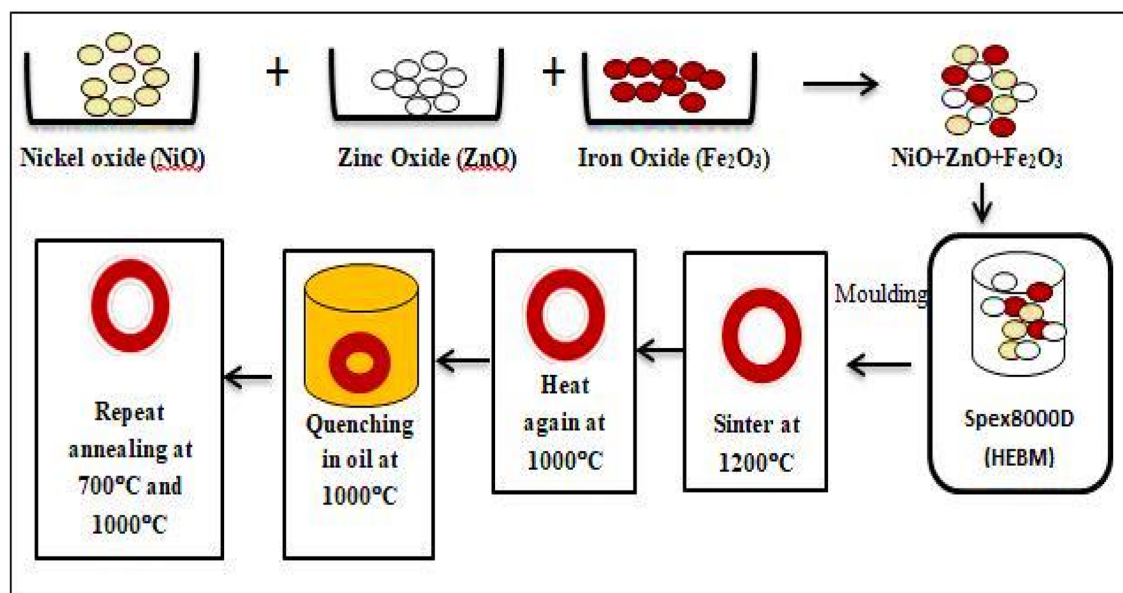 + +
Nickel oxide (NiO) Zinc Oxide (ZnO) Iron Oxide (Fe₂O₃) NiO+ZnO+Fe₂O₃
Moulding
Spex8000D
(HEBM)
Sinter at
1200°C
Heat
again at
1000°C
Quenching
in oil at
1000°C
Repeat
annealing at
700°C and
1000°C